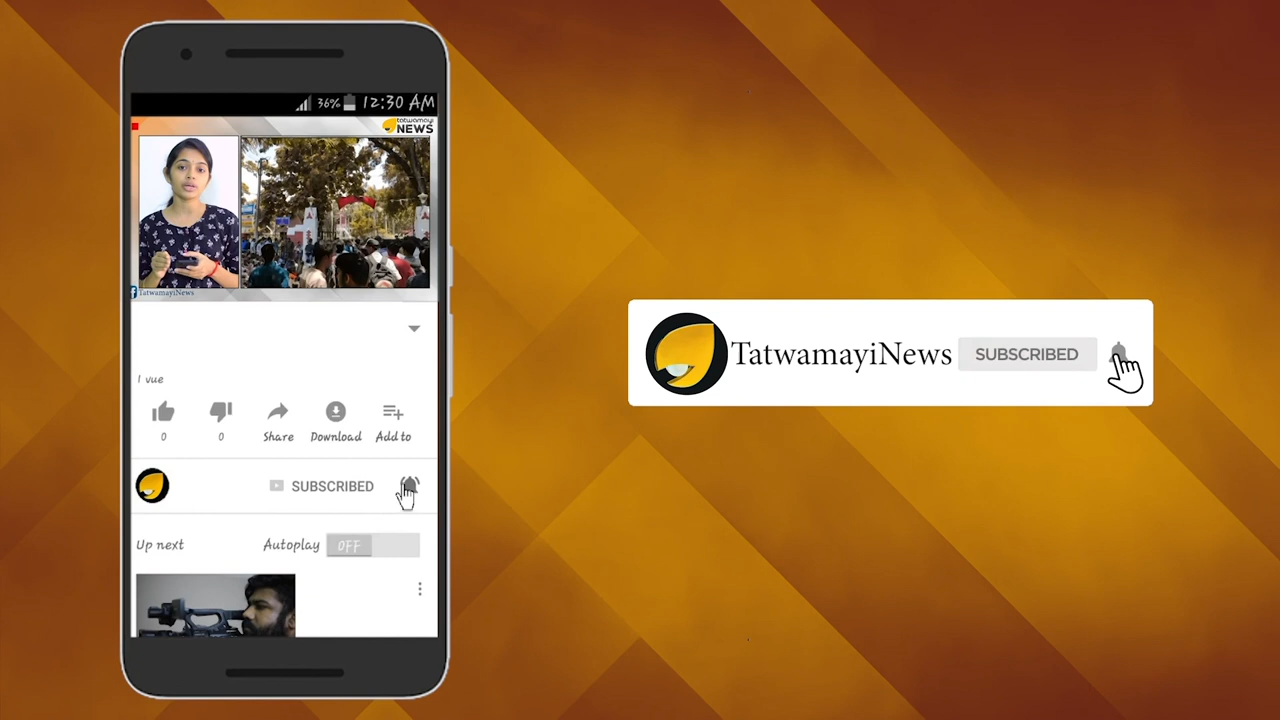 36% 12:30 AM
tatwamayi
NEWS
TatwamayiNews
1 vue
0 0 Share Download Add to
SUBSCRIBED
Up next Autoplay OFF
TatwamayiNews SUBSCRIBED